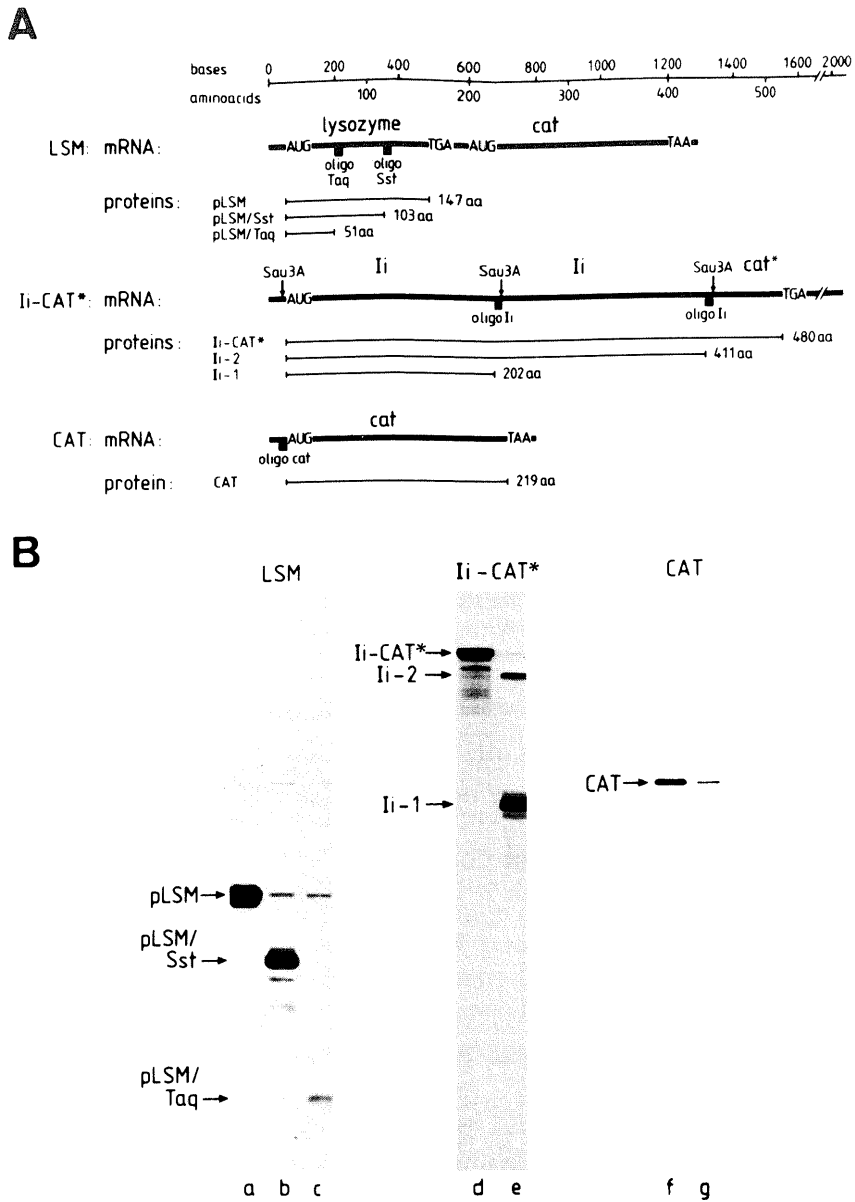 A
bases 0 200 400 600 800 1000 1200 1400 1600 2000
aminoacids 100 200 300 400 500
lysozyme cat
LSM: mRNA: AUG TGA AUG TAA
oligo Taq oligo Sst
proteins: pLSM 147 aa
pLSM/Sst 103 aa
pLSM/Taq 51 aa
Sau3A Ii Sau3A Ii Sau3A cat*
Ii-CAT*: mRNA: AUG TGA
oligo Ii oligo Ii
proteins: Ii-CAT* 480 aa
Ii-2 411 aa
Ii-1 202 aa
cat
CAT: mRNA: AUG TAA
oligo cat
protein: CAT 219 aa
B
LSM Ii-CAT* CAT
Ii-CAT*
Ii-2
CAT
Ii-1
pLSM
pLSM/
Sst
pLSM/
Taq
a b c d e f g